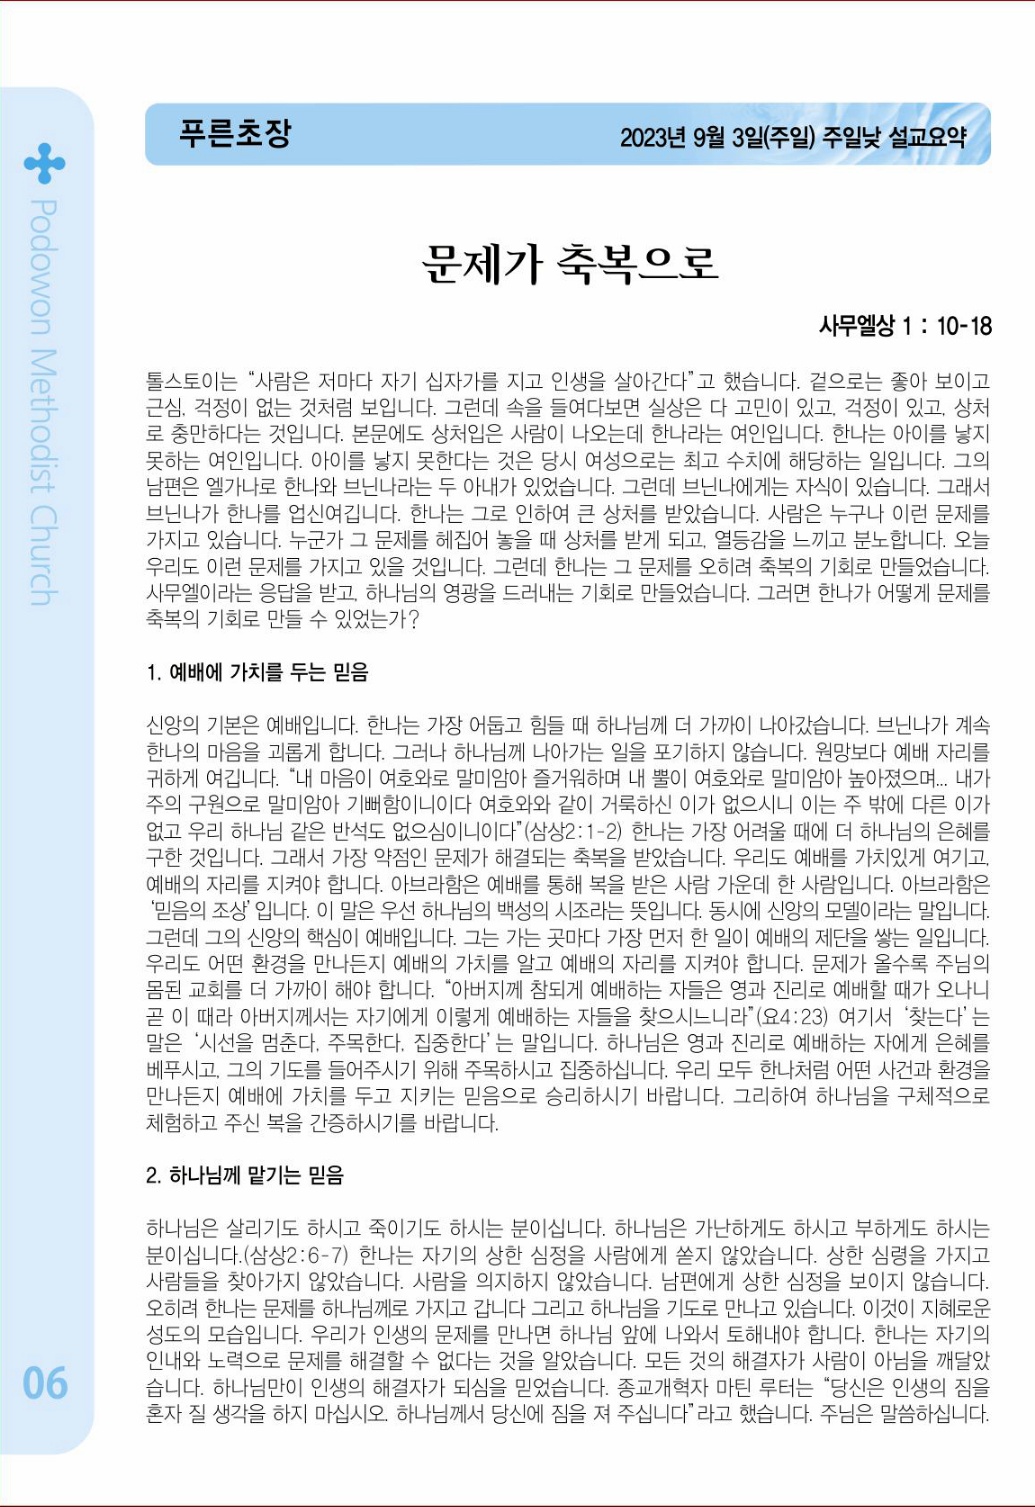 푸른초장
2023년 9월 3일(주일) 주일낮 설교요약
Podowon Methodist Church
문제가 축복으로
사무엘상 1 : 10-18
톨스토이는 “사람은 저마다 자기 십자가를 지고 인생을 살아간다”고 했습니다. 겉으로는 좋아 보이고
근심, 걱정이 없는 것처럼 보입니다. 그런데 속을 들여다보면 실상은 다 고민이 있고, 걱정이 있고, 상처
로 충만하다는 것입니다. 본문에도 상처입은 사람이 나오는데 한나라는 여인입니다. 한나는 아이를 낳지
못하는 여인입니다. 아이를 낳지 못한다는 것은 당시 여성으로는 최고 수치에 해당하는 일입니다. 그의
남편은 엘가나로 한나와 브닌나라는 두 아내가 있었습니다. 그런데 브닌나에게는 자식이 있습니다. 그래서
브닌나가 한나를 업신여깁니다. 한나는 그로 인하여 큰 상처를 받았습니다. 사람은 누구나 이런 문제를
가지고 있습니다. 누군가 그 문제를 헤집어 놓을 때 상처를 받게 되고, 열등감을 느끼고 분노합니다. 오늘
우리도 이런 문제를 가지고 있을 것입니다. 그런데 한나는 그 문제를 오히려 축복의 기회로 만들었습니다.
사무엘이라는 응답을 받고, 하나님의 영광을 드러내는 기회로 만들었습니다. 그러면 한나가 어떻게 문제를
축복의 기회로 만들 수 있었는가?
1. 예배에 가치를 두는 믿음
신앙의 기본은 예배입니다. 한나는 가장 어둡고 힘들 때 하나님께 더 가까이 나아갔습니다. 브닌나가 계속
한나의 마음을 괴롭게 합니다. 그러나 하나님께 나아가는 일을 포기하지 않습니다. 원망보다 예배 자리를
귀하게 여깁니다. “내 마음이 여호와로 말미암아 즐거워하며 내 뿔이 여호와로 말미암아 높아졌으며... 내가
주의 구원으로 말미암아 기뻐함이니이다 여호와와 같이 거룩하신 이가 없으시니 이는 주 밖에 다른 이가
없고 우리 하나님 같은 반석도 없으심이니이다”(삼상2:1-2) 한나는 가장 어려울 때에 더 하나님의 은혜를
구한 것입니다. 그래서 가장 약점인 문제가 해결되는 축복을 받았습니다. 우리도 예배를 가치있게 여기고,
예배의 자리를 지켜야 합니다. 아브라함은 예배를 통해 복을 받은 사람 가운데 한 사람입니다. 아브라함은
‘믿음의 조상’입니다. 이 말은 우선 하나님의 백성의 시조라는 뜻입니다. 동시에 신앙의 모델이라는 말입니다.
그런데 그의 신앙의 핵심이 예배입니다. 그는 가는 곳마다 가장 먼저 한 일이 예배의 제단을 쌓는 일입니다.
우리도 어떤 환경을 만나든지 예배의 가치를 알고 예배의 자리를 지켜야 합니다. 문제가 올수록 주님의
몸된 교회를 더 가까이 해야 합니다. “아버지께 참되게 예배하는 자들은 영과 진리로 예배할 때가 오나니
곧 이 때라 아버지께서는 자기에게 이렇게 예배하는 자들을 찾으시느니라”(요4:23) 여기서 ‘찾는다’는
말은 ‘시선을 멈춘다, 주목한다, 집중한다’는 말입니다. 하나님은 영과 진리로 예배하는 자에게 은혜를
베푸시고, 그의 기도를 들어주시기 위해 주목하시고 집중하십니다. 우리 모두 한나처럼 어떤 사건과 환경을
만나든지 예배에 가치를 두고 지키는 믿음으로 승리하시기 바랍니다. 그리하여 하나님을 구체적으로
체험하고 주신 복을 간증하시기를 바랍니다.
2. 하나님께 맡기는 믿음
하나님은 살리기도 하시고 죽이기도 하시는 분이십니다. 하나님은 가난하게도 하시고 부하게도 하시는
분이십니다.(삼상2:6-7) 한나는 자기의 상한 심정을 사람에게 쏟지 않았습니다. 상한 심령을 가지고
사람들을 찾아가지 않았습니다. 사람을 의지하지 않았습니다. 남편에게 상한 심정을 보이지 않습니다.
오히려 한나는 문제를 하나님께로 가지고 갑니다 그리고 하나님을 기도로 만나고 있습니다. 이것이 지혜로운
성도의 모습입니다. 우리가 인생의 문제를 만나면 하나님 앞에 나와서 토해내야 합니다. 한나는 자기의
인내와 노력으로 문제를 해결할 수 없다는 것을 알았습니다. 모든 것의 해결자가 사람이 아님을 깨달았
습니다. 하나님만이 인생의 해결자가 되심을 믿었습니다. 종교개혁자 마틴 루터는 “당신은 인생의 짐을
혼자 질 생각을 하지 마십시오. 하나님께서 당신에 짐을 져 주십니다”라고 했습니다. 주님은 말씀하십니다.
06